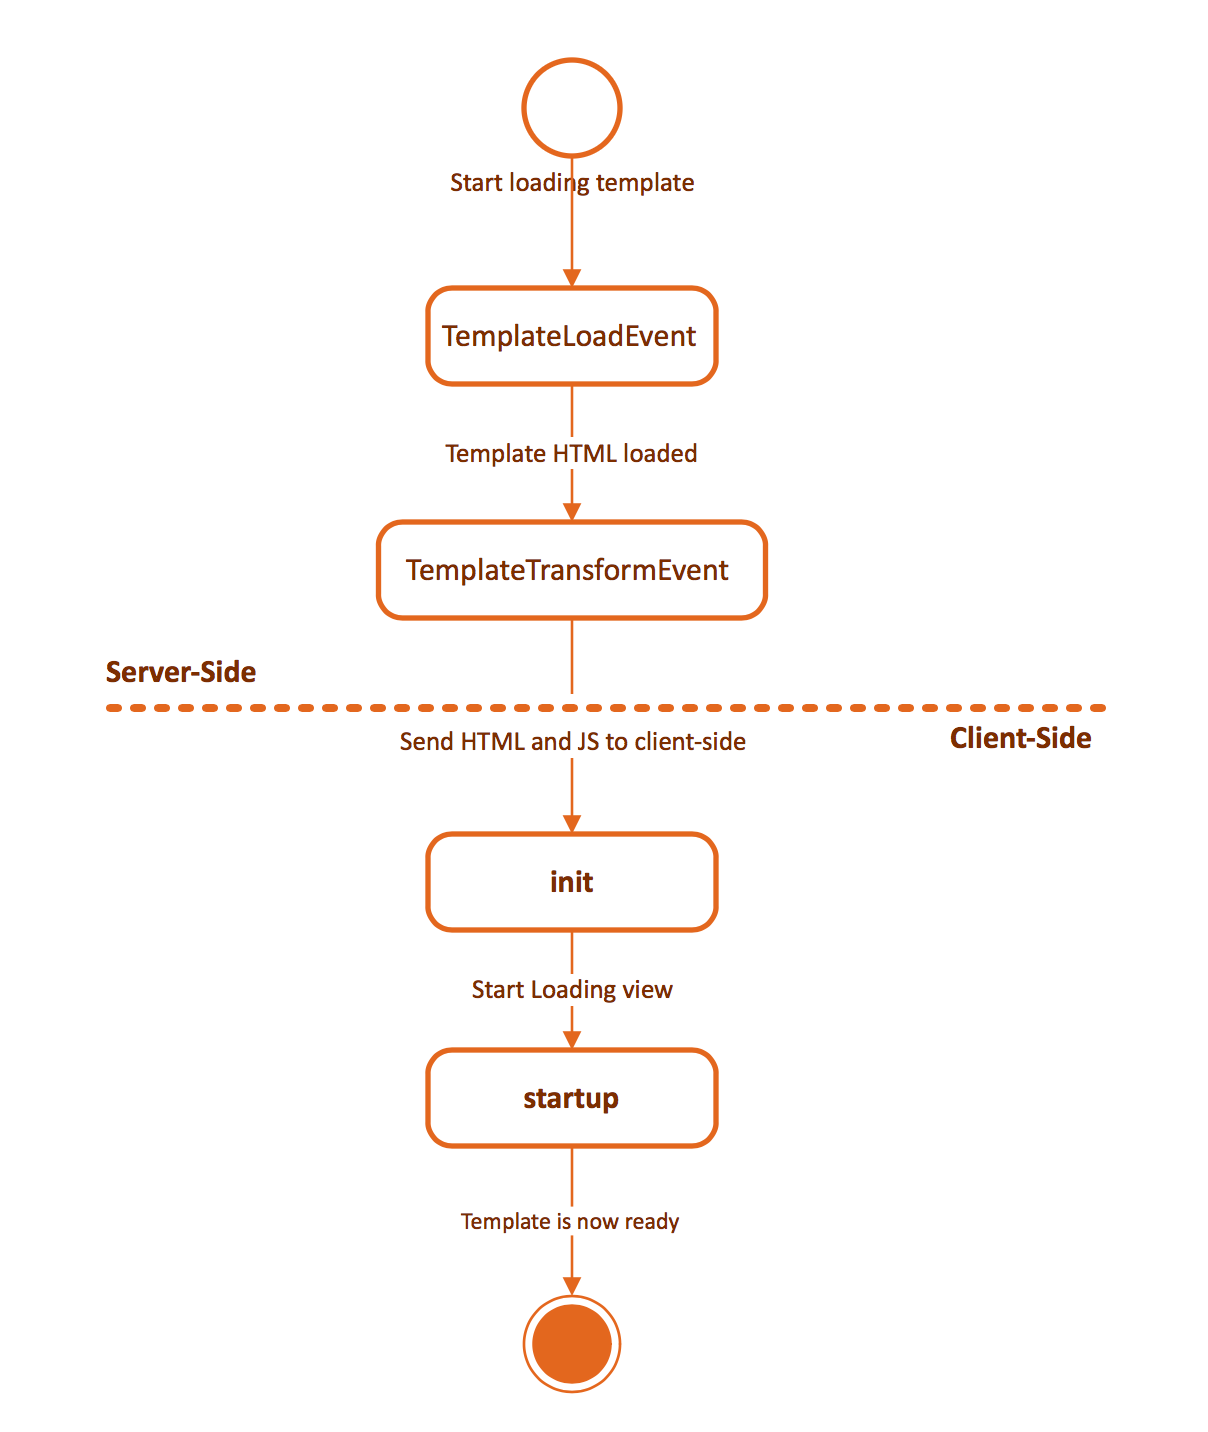 Start loading template
TemplateLoadEvent
Template HTML loaded
TemplateTransformEvent
Server-Side
Send HTML and JS to client-side
Client-Side
init
Start Loading view
startup
Template is now ready